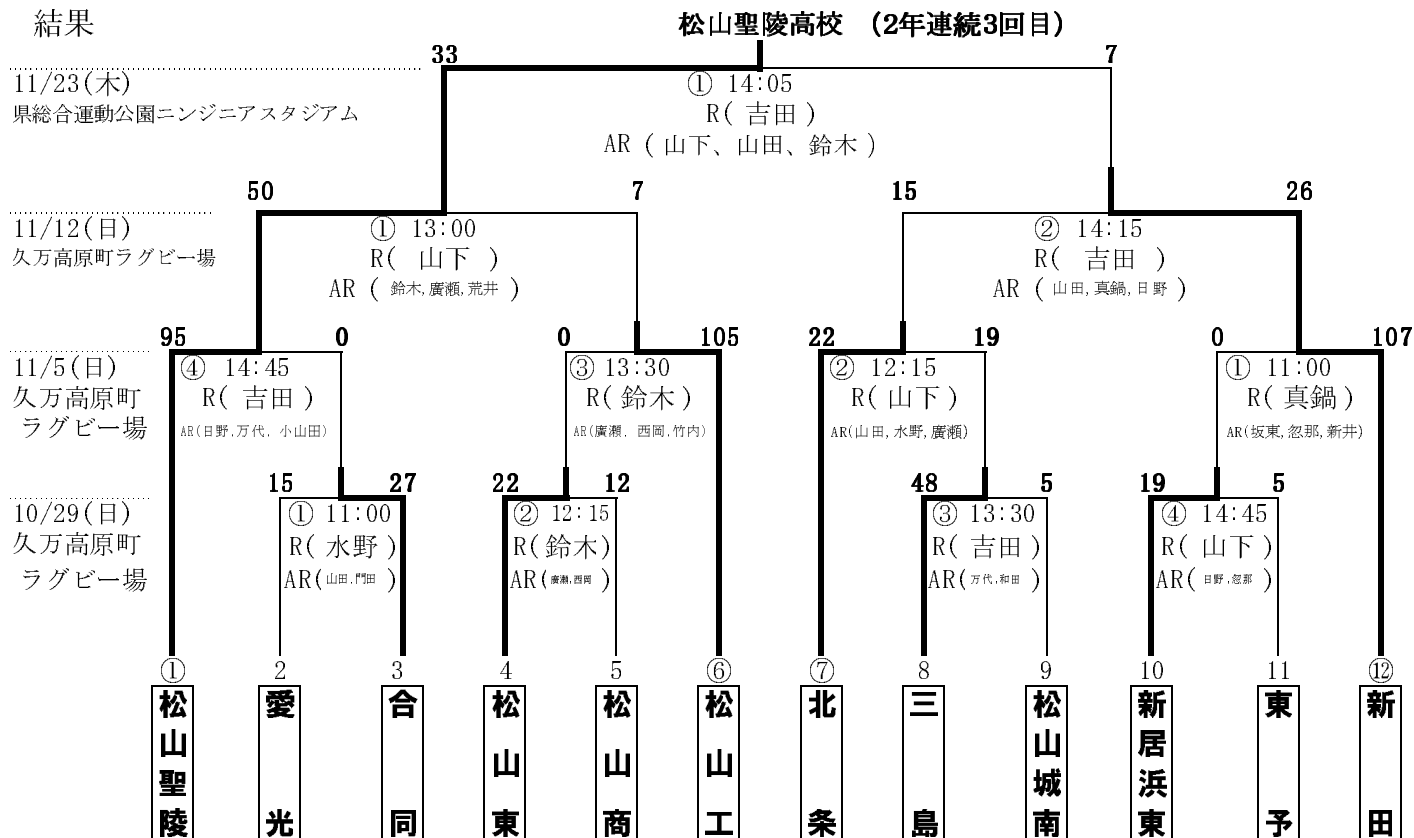 結果
松山聖陵高校 (2年連続3回目)
33
7
11/23(木)
県総合運動公園ニンジニアスタジアム
① 14:05
R( 吉田 )
AR ( 山下、山田、鈴木 )
50
7
15
26
11/12(日)
久万高原町ラグビー場
① 13:00
R( 山下 )
AR ( 鈴木,廣瀬,荒井 )
② 14:15
R( 吉田 )
AR ( 山田,真鍋,日野 )
95
0
0
105
22
19
0
107
11/5(日)
久万高原町
ラグビー場
④ 14:45
R( 吉田 )
AR(日野,万代, 小山田)
③ 13:30
R( 鈴木 )
AR(廣瀬, 西岡,竹内)
② 12:15
R( 山下 )
AR(山田,水野,廣瀬)
① 11:00
R( 真鍋 )
AR(坂東,忽那,新井)
15
27
22
12
48
5
19
5
10/29(日)
久万高原町
ラグビー場
① 11:00
R( 水野 )
AR( 山田,門田 )
② 12:15
R( 鈴木 )
AR( 廣瀬,西岡 )
③ 13:30
R( 吉田 )
AR( 万代,和田 )
④ 14:45
R( 山下 )
AR( 日野,忽那 )
① 2 3 4 5 ⑥ ⑦ 8 9 10 11 ⑫
松山聖陵
愛光
合同
松山東
松山商
松山工
北条
三島
松山城南
新居浜東
東予
新田